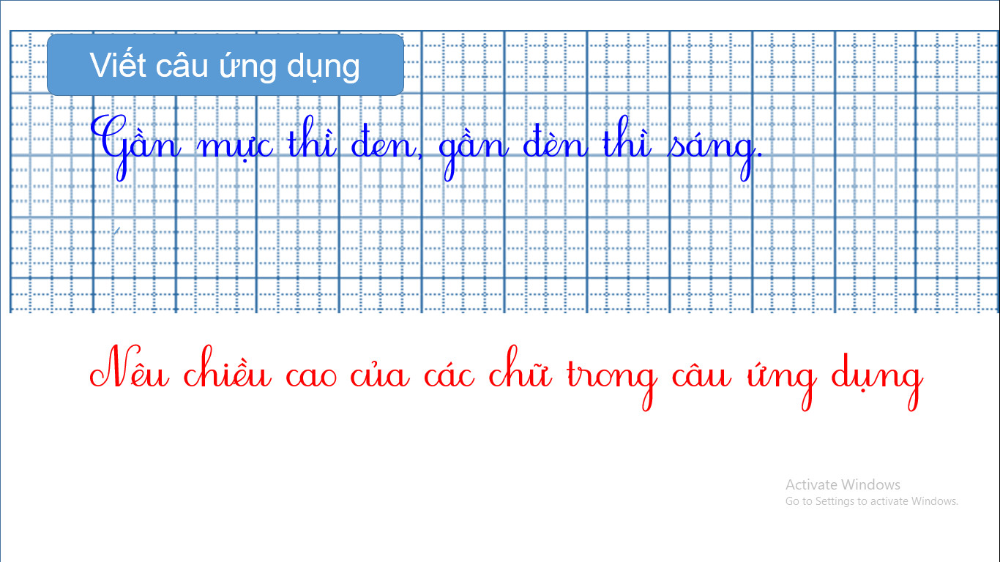 Viết câu ứng dụng
Gần mực thì đen, gần đèn thì sáng.
Nêu chiều cao của các chữ trong câu ứng dụng
Activate Windows
Go to Settings to activate Windows.